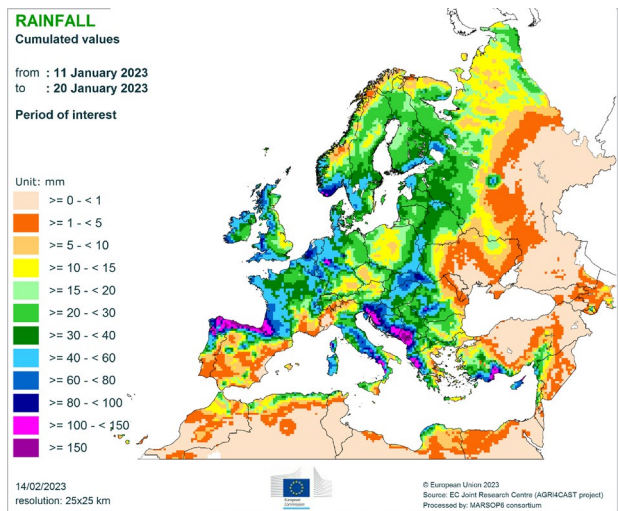 RAINFALL
Cumulated values
from : 11 January 2023
to : 20 January 2023
Period of interest
Unit: mm
>= 0 - < 1
>= 1 - < 5
>= 5 - < 10
>= 10 - < 15
>= 15 - < 20
>= 20 - < 30
>= 30 - < 40
>= 40 - < 60
>= 60 - < 80
>= 80 - < 100
>= 100 - < 150
>= 150
14/02/2023
resolution: 25x25 km
European
Commission
© European Union 2023
Source: EC Joint Research Centre (AGRI4CAST project)
Processed by: MARSOP6 consortium